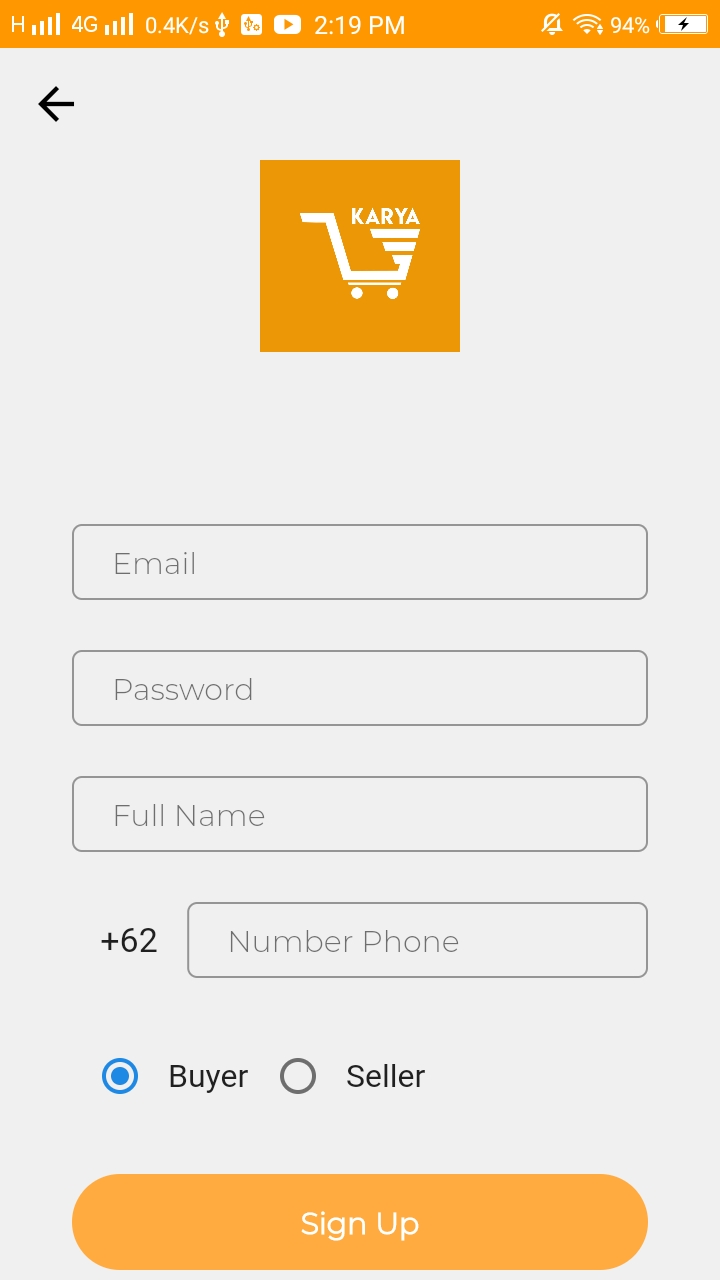 H 4G 0.4K/s 2:19 PM 94%
KARYA
Email
Password
Full Name
+62 Number Phone
Buyer Seller
Sign Up